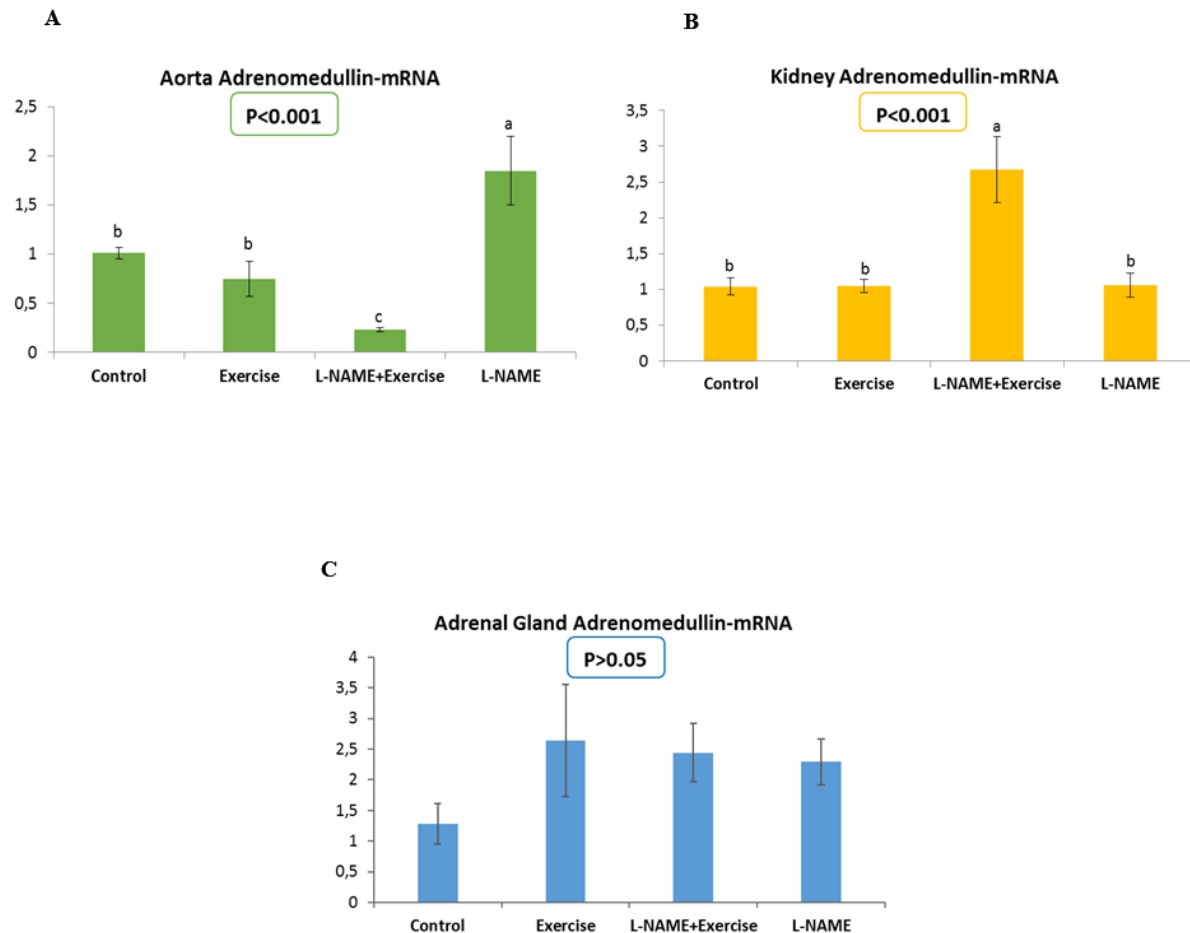 A
Aorta Adrenomedullin-mRNA
P<0.001
2,5
2
1,5
1
0,5
0
b
b
c
a
Control Exercise L-NAME+Exercise L-NAME
B
Kidney Adrenomedullin-mRNA
P<0.001
3,5
3
2,5
2
1,5
1
0,5
0
b
b
a
b
Control Exercise L-NAME+Exercise L-NAME
C
Adrenal Gland Adrenomedullin-mRNA
P>0.05
4
3,5
3
2,5
2
1,5
1
0,5
0
Control Exercise L-NAME+Exercise L-NAME